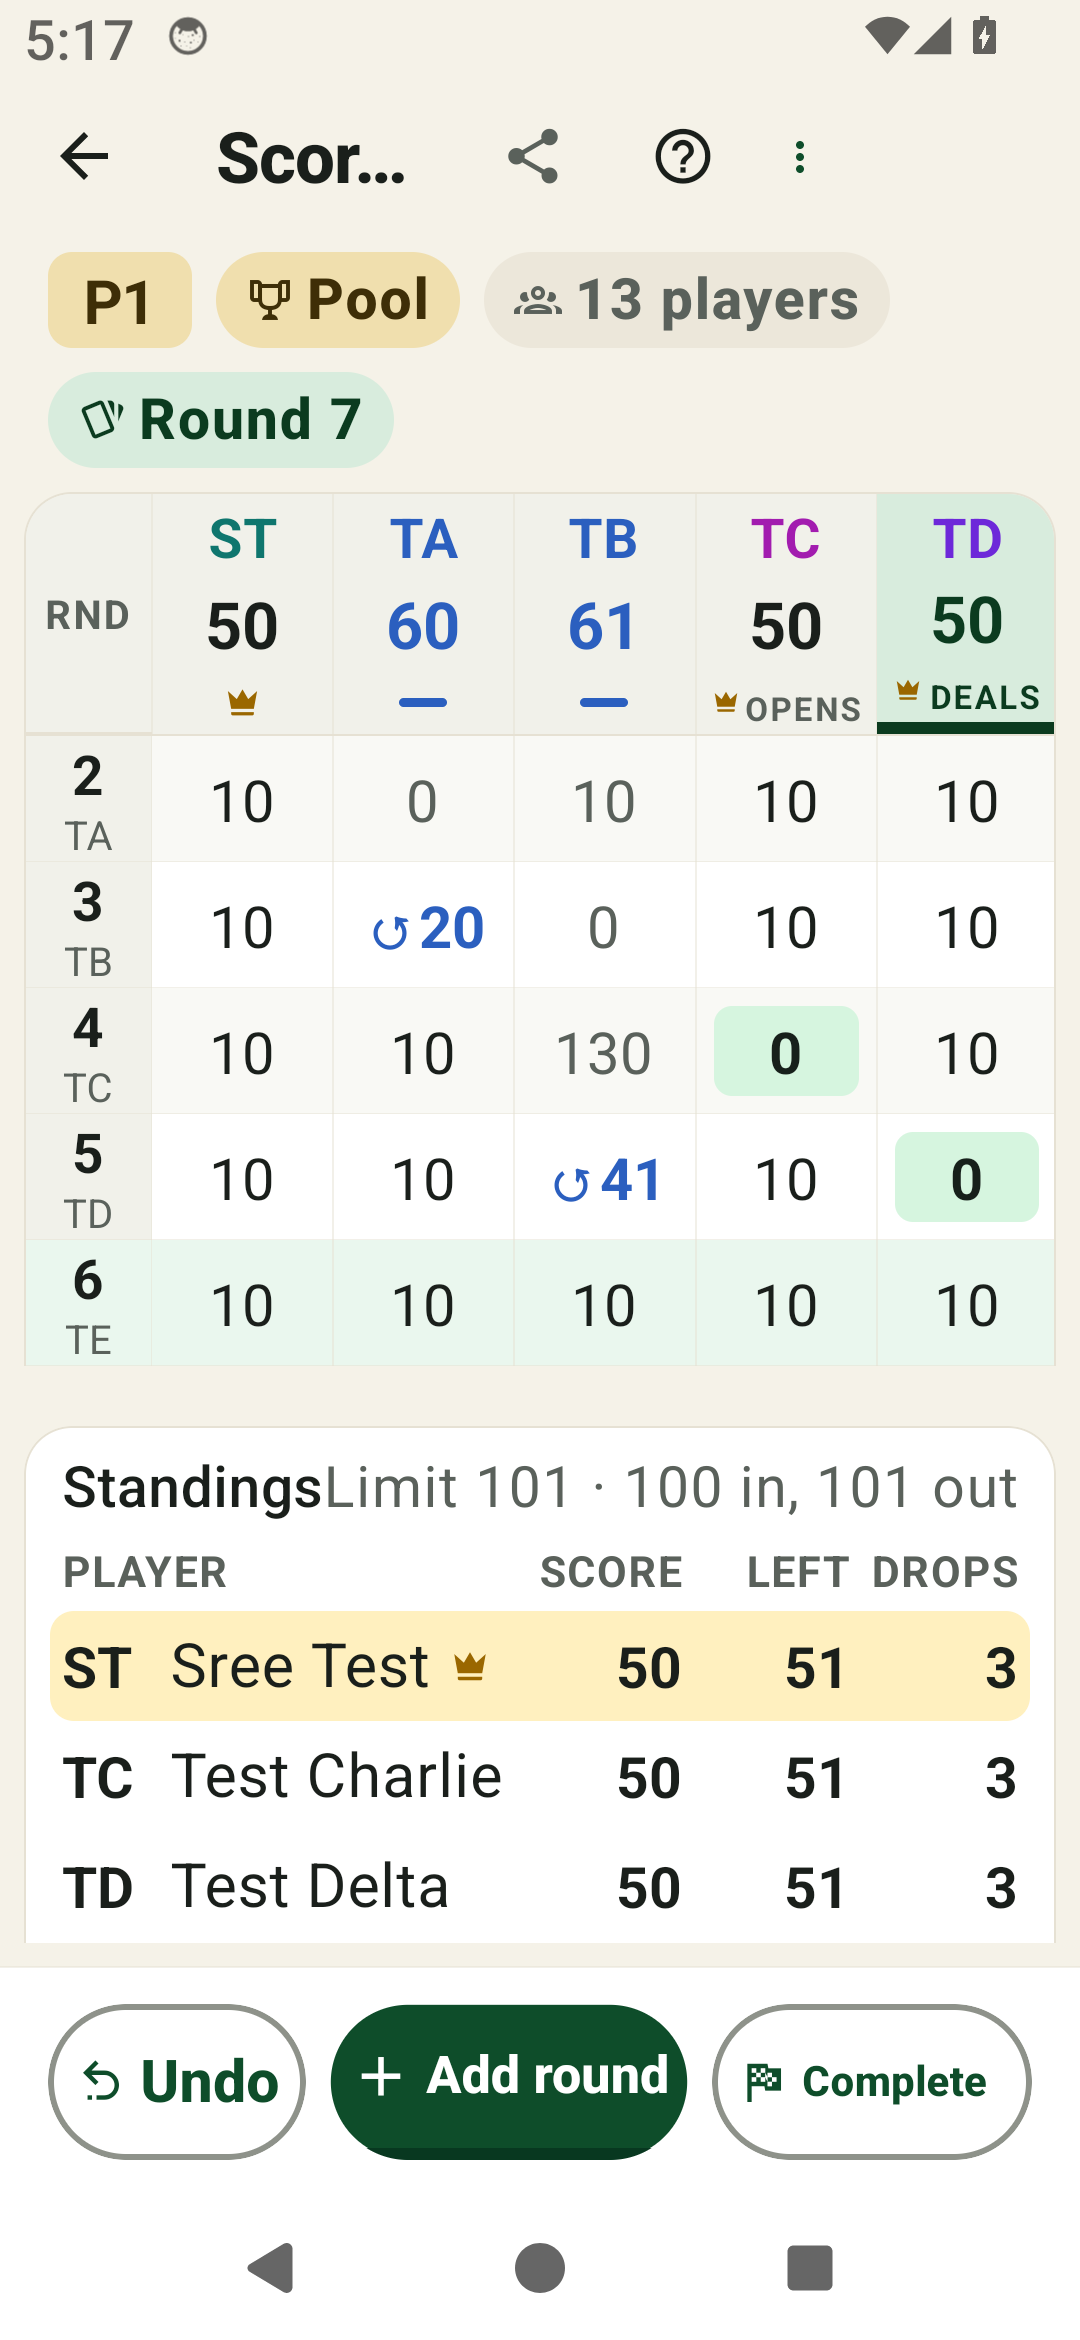 5:17
Scor...
P1 Pool 13 players
Round 7
RND ST TA TB TC TD
50 60 61 50 50
OPENS DEALS
2 TA 10 0 10 10 10
3 TB 10 20 0 10 10
4 TC 10 10 130 0 10
5 TD 10 10 41 10 0
6 TE 10 10 10 10 10
Standings Limit 101 · 100 in, 101 out
PLAYER SCORE LEFT DROPS
ST Sree Test 50 51 3
TC Test Charlie 50 51 3
TD Test Delta 50 51 3
Undo + Add round Complete